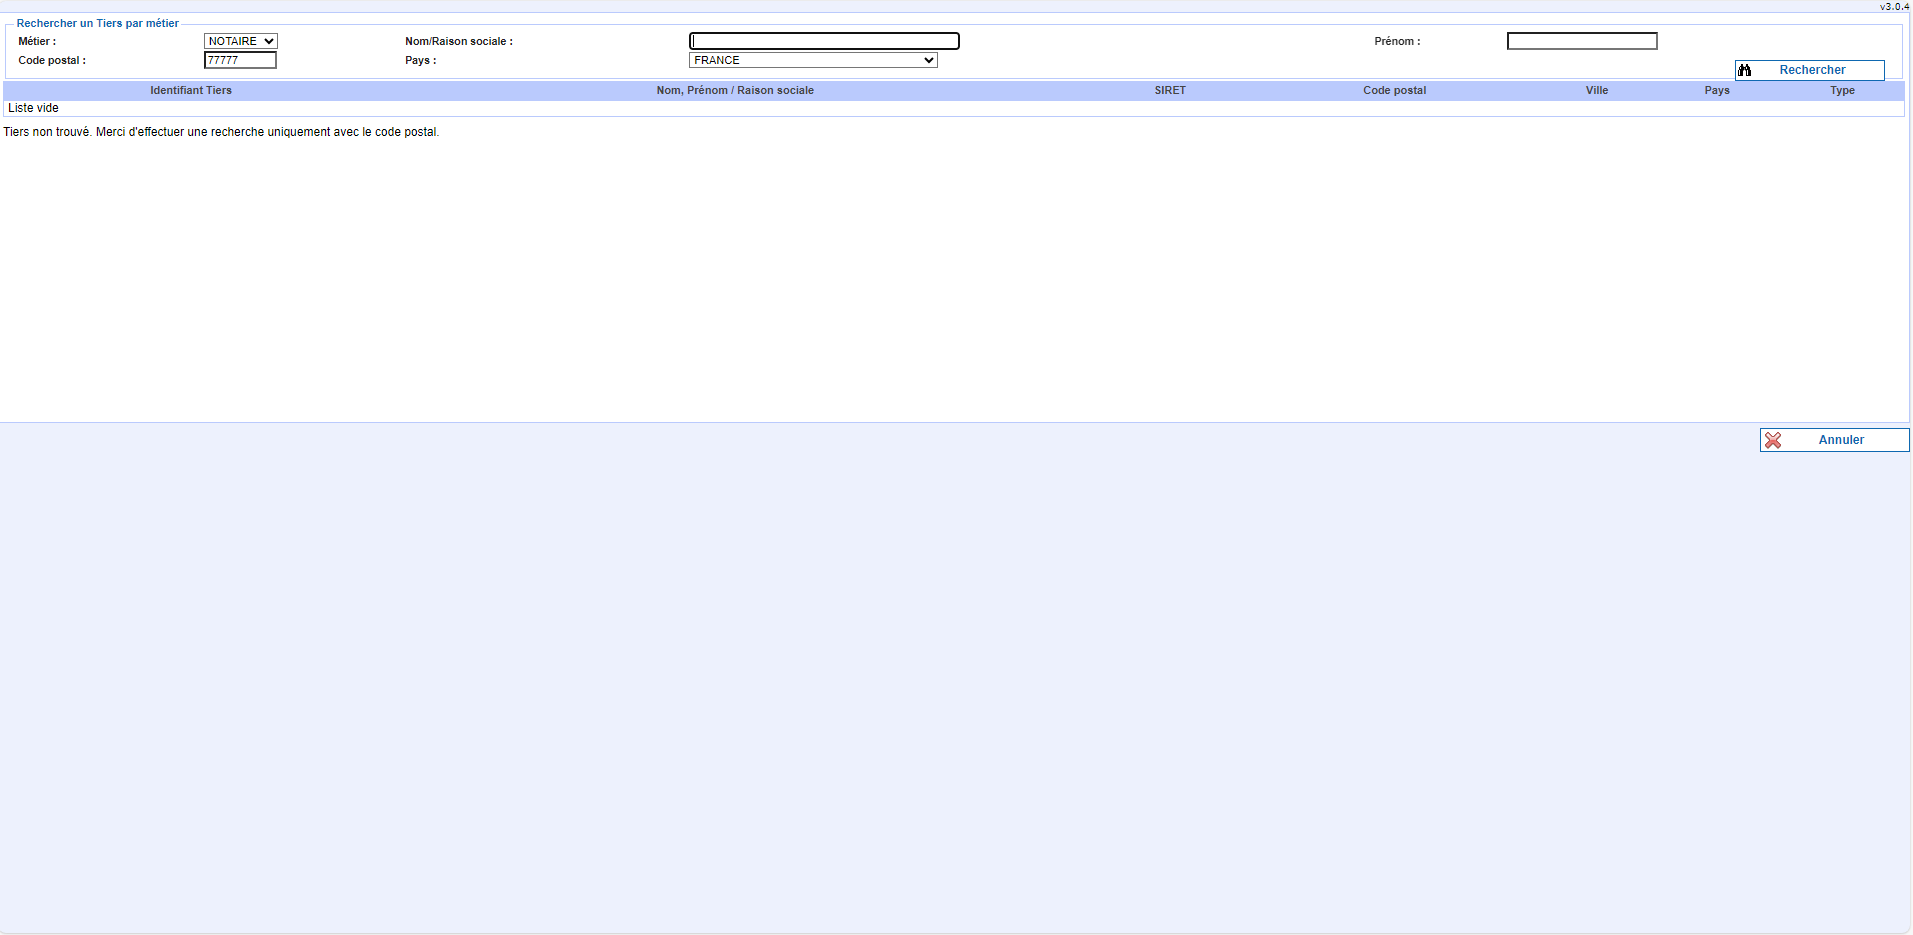 v3.0.4
Rechercher un Tiers par métier
Métier : NOTAIRE Nom/Raison sociale : Prénom :
Code postal : 77777 Pays : FRANCE
Rechercher
Identifiant Tiers Nom, Prénom / Raison sociale SIRET Code postal Ville Pays Type
Liste vide
Tiers non trouvé. Merci d'effectuer une recherche uniquement avec le code postal.
Annuler